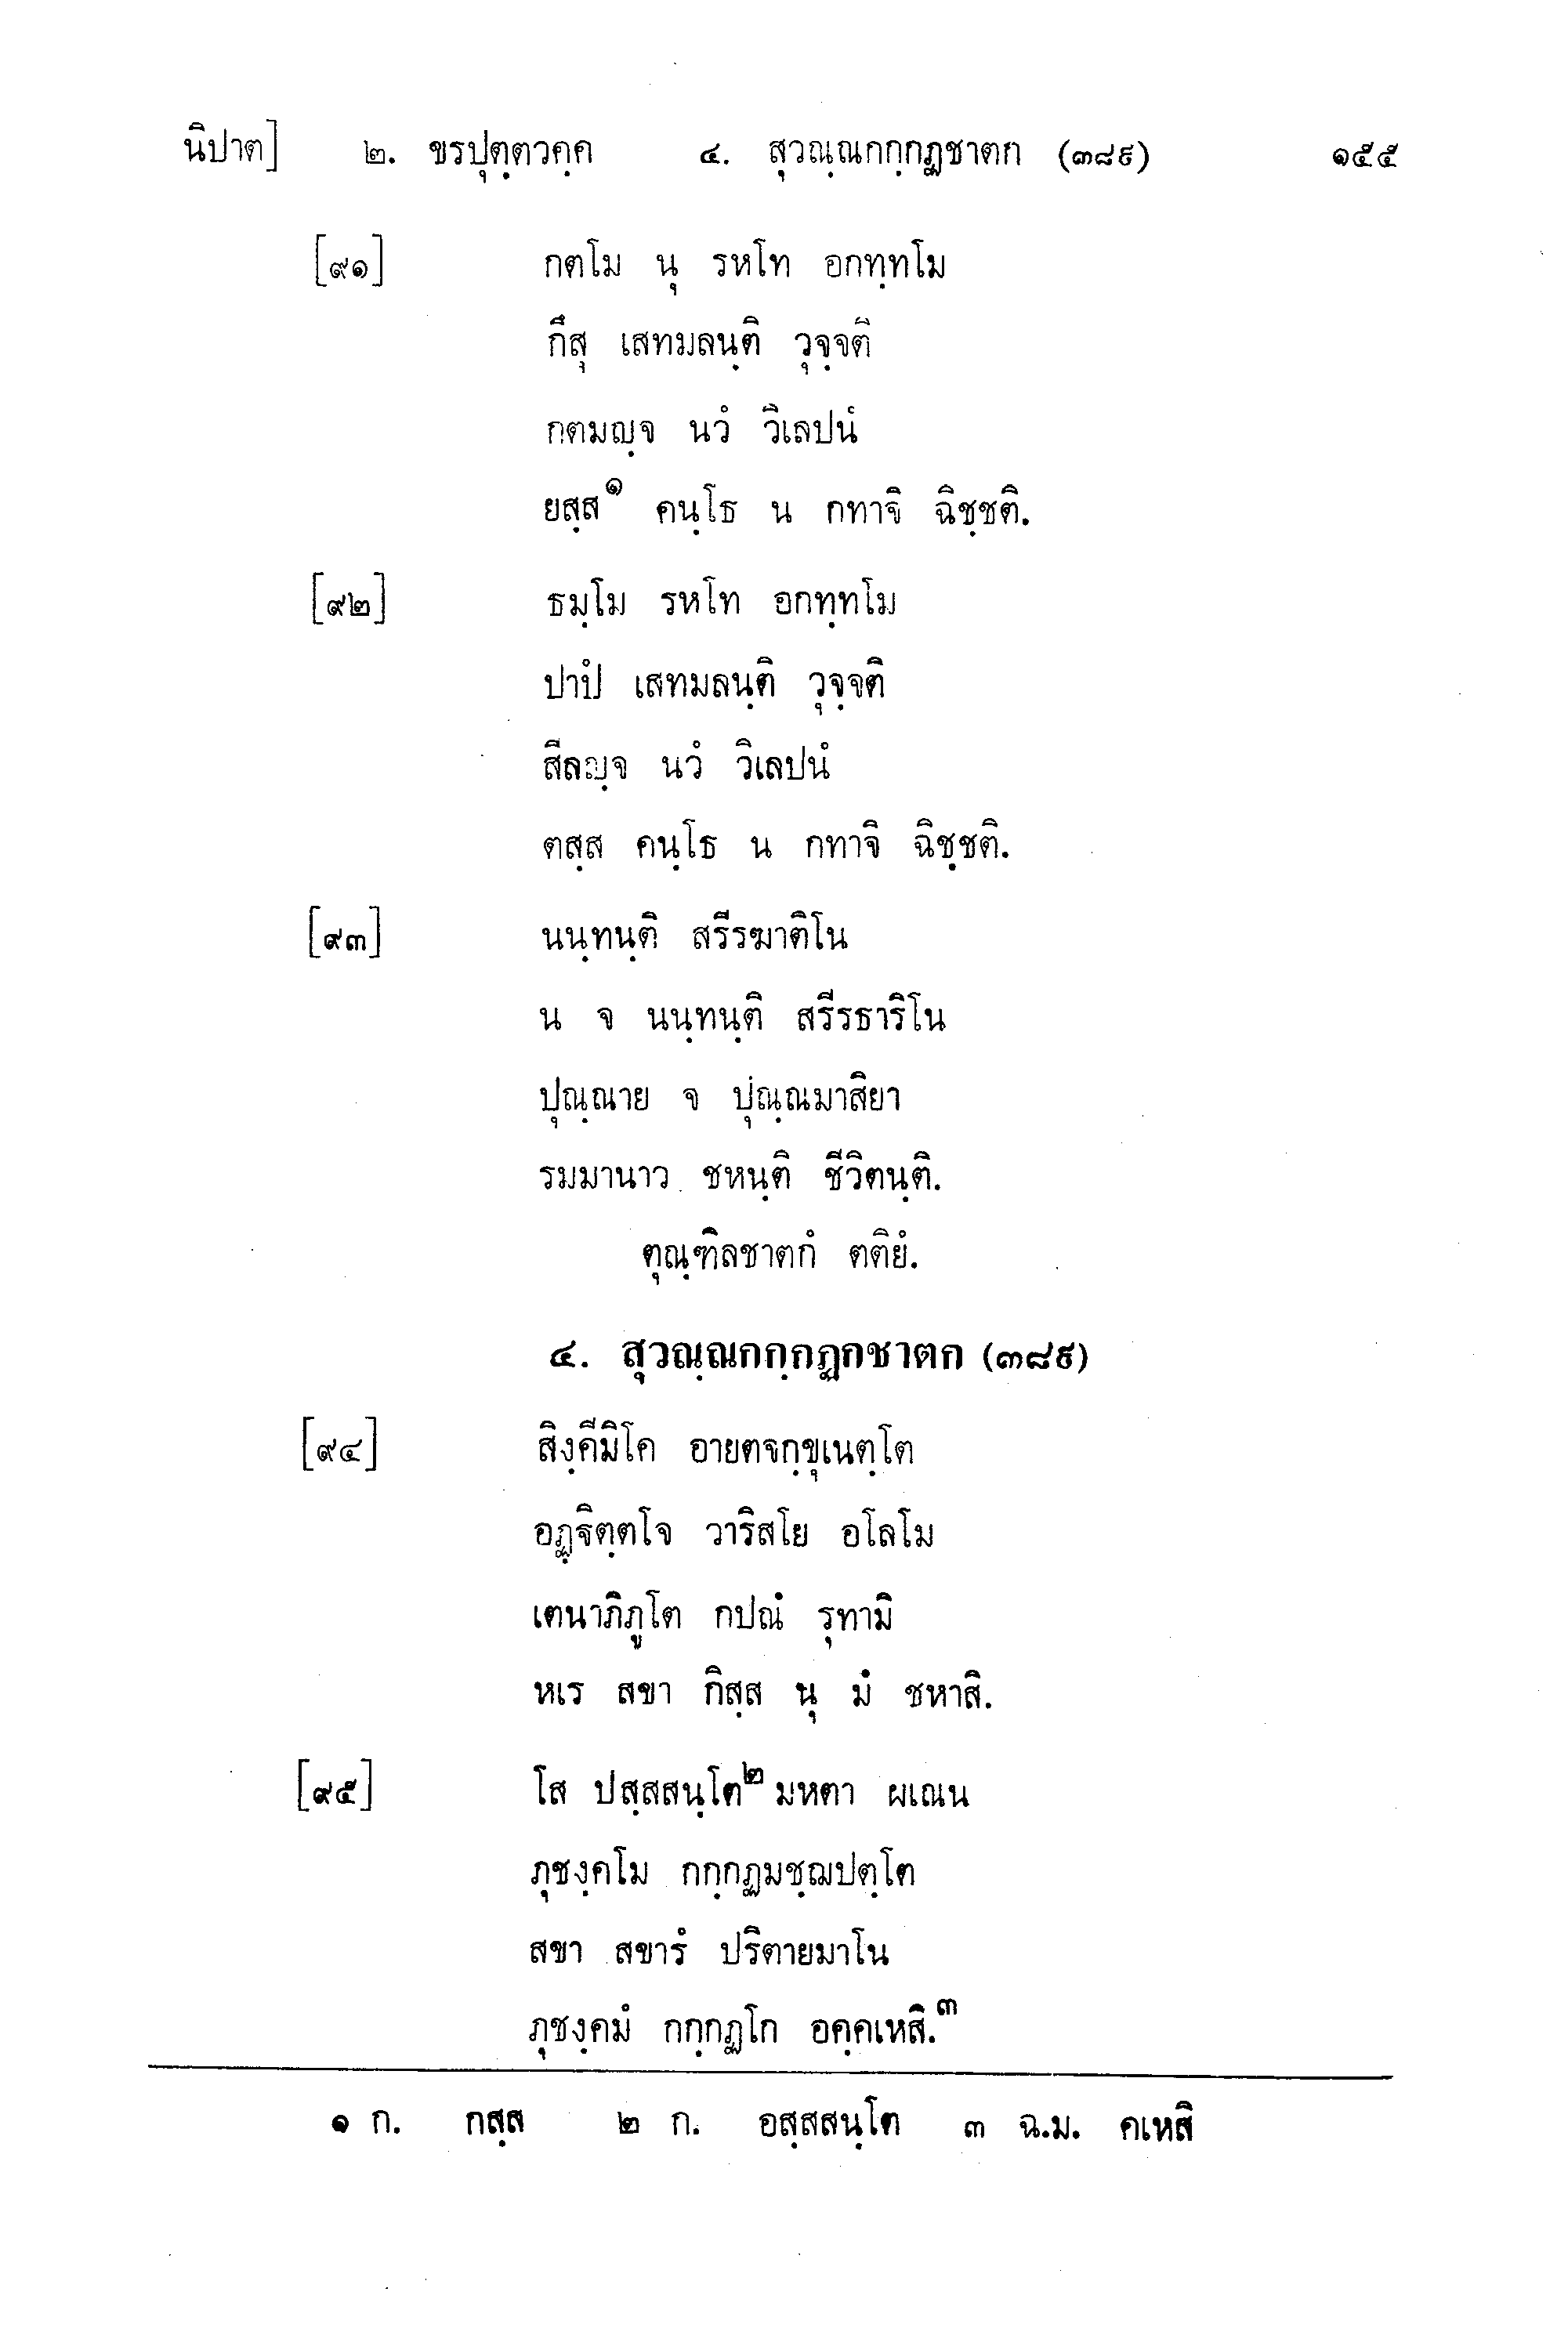 นิปาต] ๒. ขรปุตฺตวคฺค ๔. สุวณฺณกกฺกฏชาตก (๓๘๙) ๑๕๕
[๙๑] กตโม นุ รหโท อกทฺทโม
กึสุ เสทมลนฺติ วุจฺจติ
กตมญฺจ นวํ วิเลปนํ
ยสฺส๑ คนฺโธ น กทาจิ ฉิชฺชติ.
[๙๒] ธมฺโม รหโท อกทฺทโม
ปาปํ เสทมลนฺติ วุจฺจติ
สีลญฺจ นวํ วิเลปนํ
ตสฺส คนฺโธ น กทาจิ ฉิชฺชติ.
[๙๓] นนฺทนฺติ สรีรฆาติโน
น จ นนฺทนฺติ สรีรธาริโน
ปุณฺณาย จ ปุณฺณมาสิยา
รมมานาว ชหนฺติ ชีวิตนฺติ.
ตุณฺฑิลชาตกํ ตติยํ.
๔. สุวณฺณกกฺกฏกชาตก (๓๘๙)
[๙๔] สิงฺคีมิโค อายตจกฺขุเนตฺโต
อฏฺฐิตฺตโจ วาริสโย อโลโม
เตนาภิภูโต กปณํ รุทามิ
หเร สขา กิสฺส นุ มํ ชหาสิ.
[๙๕] โส ปสฺสสนฺโต๒ มหตา ผเณน
ภุชงฺคโม กกฺกฏมชฺฌปตฺโต
สขา สขารํ ปริตายมาโน
ภุชงฺคมํ กกฺกฏโก อคฺคเหสิ.๓
๑ ก. กสฺส ๒ ก. อสฺสสนฺโต ๓ ฉ.ม. คเหสิ